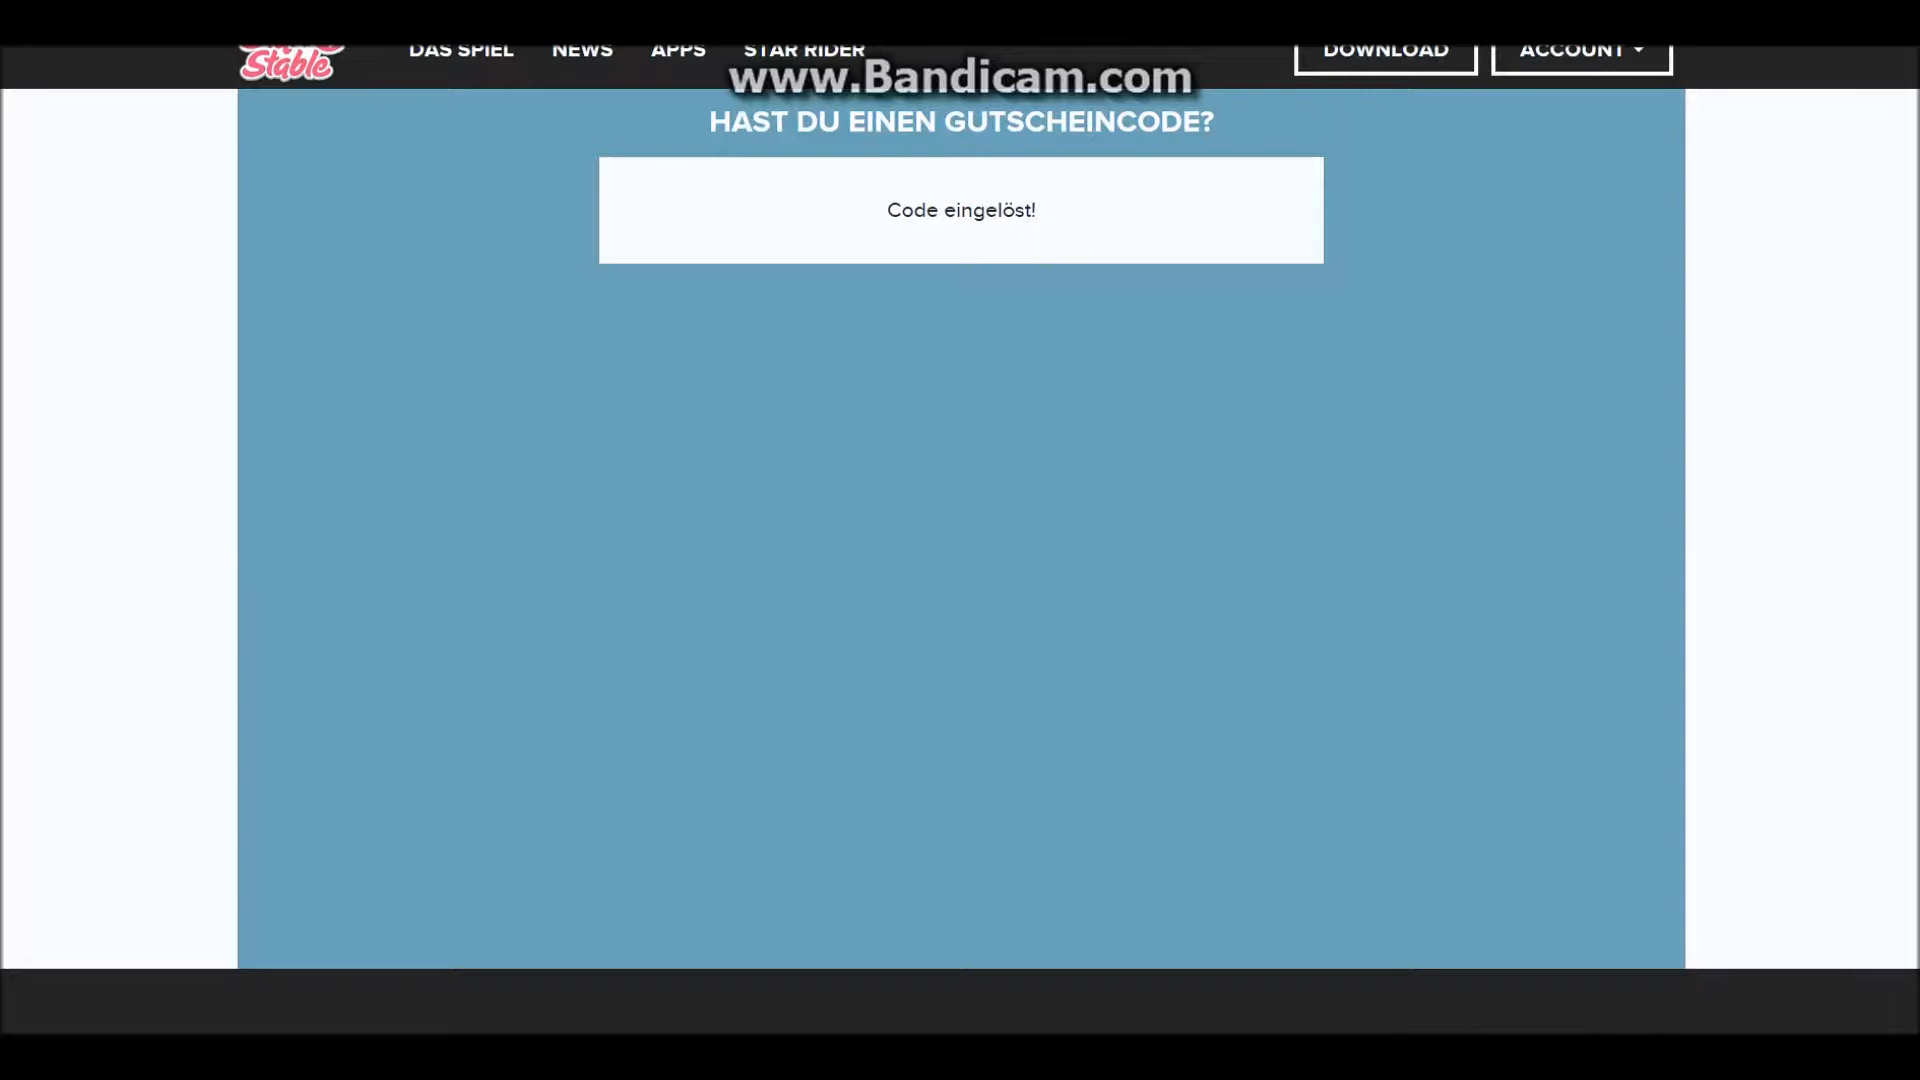 Stable
DAS SPIEL
NEWS
APPS
STAR RIDER
DOWNLOAD
ACCOUNT
www.Bandicam.com
HAST DU EINEN GUTSCHEINCODE?
Code eingelöst!